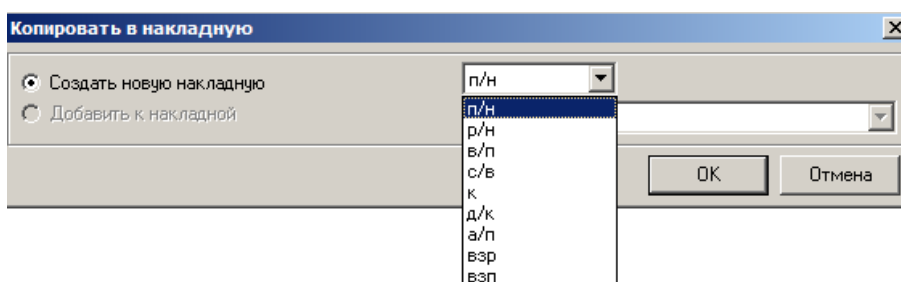 Копировать в накладную
Создать новую накладную п/н
Добавить к накладной
п/н
р/н
в/п
с/в
к
д/к
а/п
взр
взп
ОК Отмена